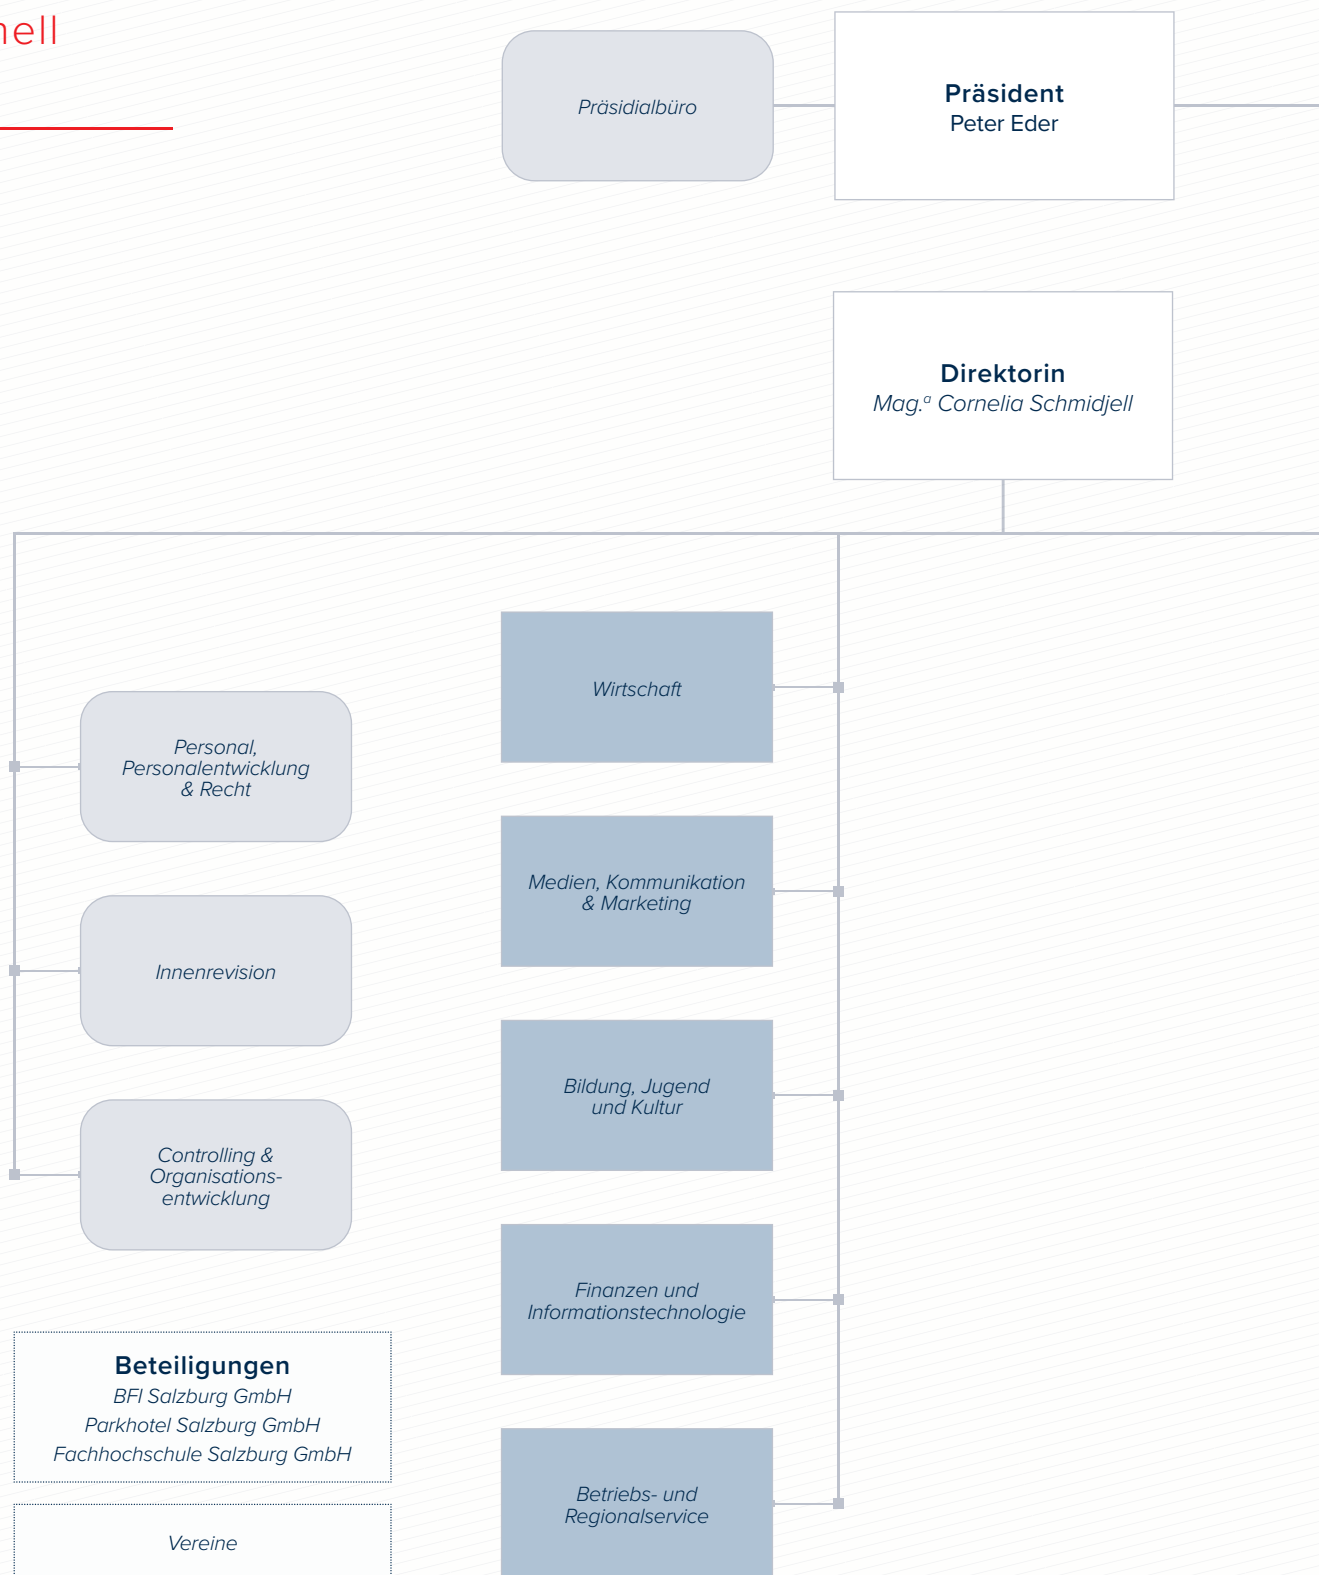 Präsidialbüro
Präsident
Peter Eder
Direktorin
Mag.ª Cornelia Schmidjell
Personal,
Personalentwicklung
& Recht
Innenrevision
Controlling &
Organisations-
entwicklung
Beteiligungen
BFI Salzburg GmbH
Parkhotel Salzburg GmbH
Fachhochschule Salzburg GmbH
Vereine
Wirtschaft
Medien, Kommunikation
& Marketing
Bildung, Jugend
und Kultur
Finanzen und
Informationstechnologie
Betriebs- und
Regionalservice